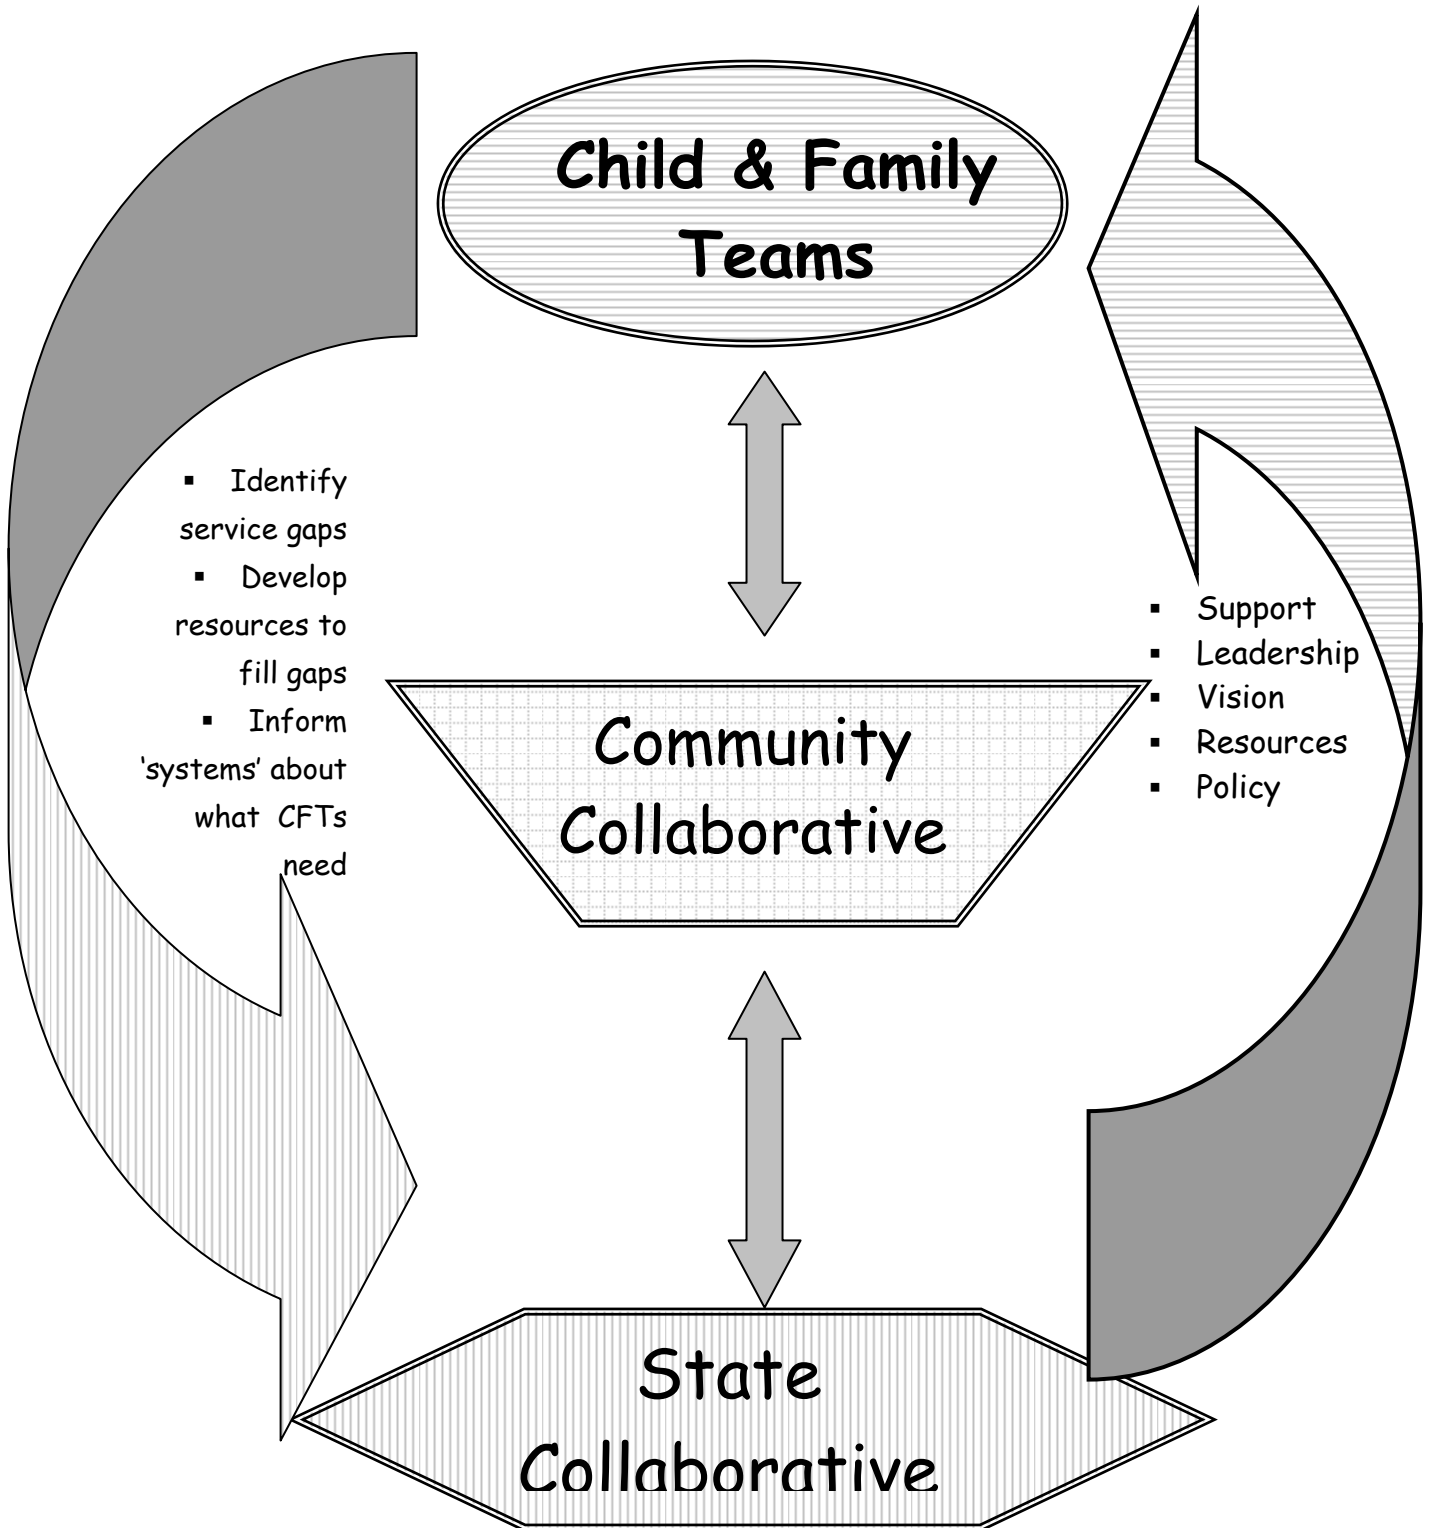 Child & Family
Teams
▪ Identify
service gaps
▪ Develop
resources to
fill gaps
▪ Inform
‘systems’ about
what CFTs
need
▪ Support
▪ Leadership
▪ Vision
▪ Resources
▪ Policy
Community
Collaborative
State
Collaborative